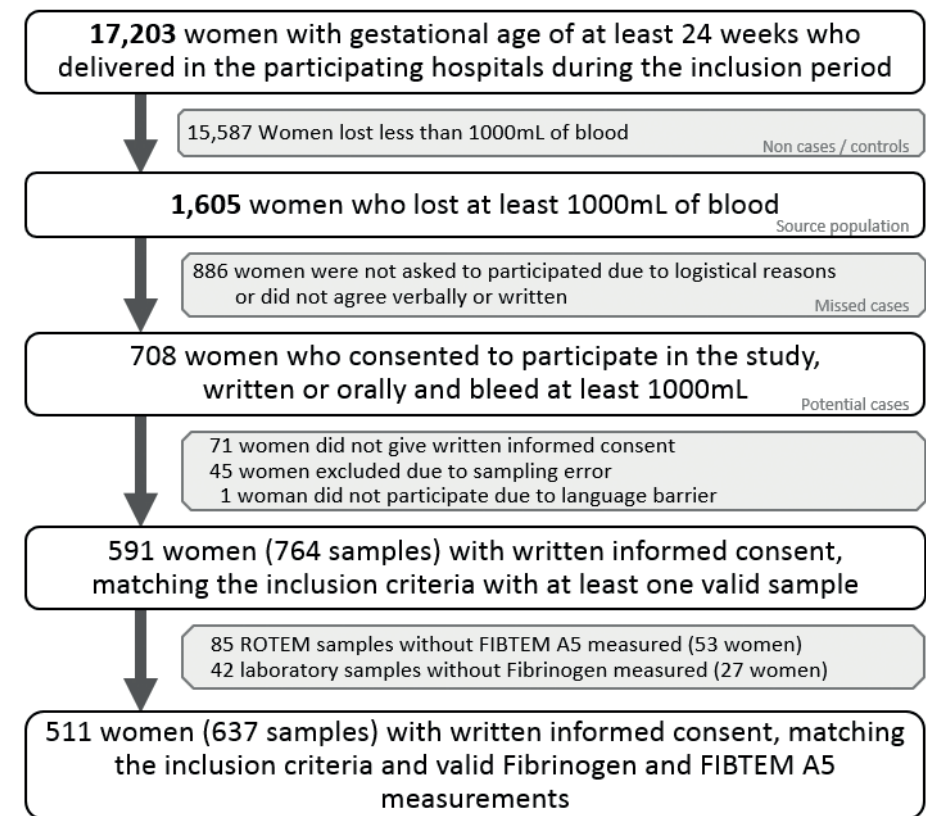 17,203 women with gestational age of at least 24 weeks who
delivered in the participating hospitals during the inclusion period
15,587 Women lost less than 1000mL of blood
Non cases / controls
1,605 women who lost at least 1000mL of blood
Source population
886 women were not asked to participated due to logistical reasons
or did not agree verbally or written
Missed cases
708 women who consented to participate in the study,
written or orally and bleed at least 1000mL
Potential cases
71 women did not give written informed consent
45 women excluded due to sampling error
1 woman did not participate due to language barrier
591 women (764 samples) with written informed consent,
matching the inclusion criteria with at least one valid sample
85 ROTEM samples without FIBTEM A5 measured (53 women)
42 laboratory samples without Fibrinogen measured (27 women)
511 women (637 samples) with written informed consent, matching
the inclusion criteria and valid Fibrinogen and FIBTEM A5
measurements